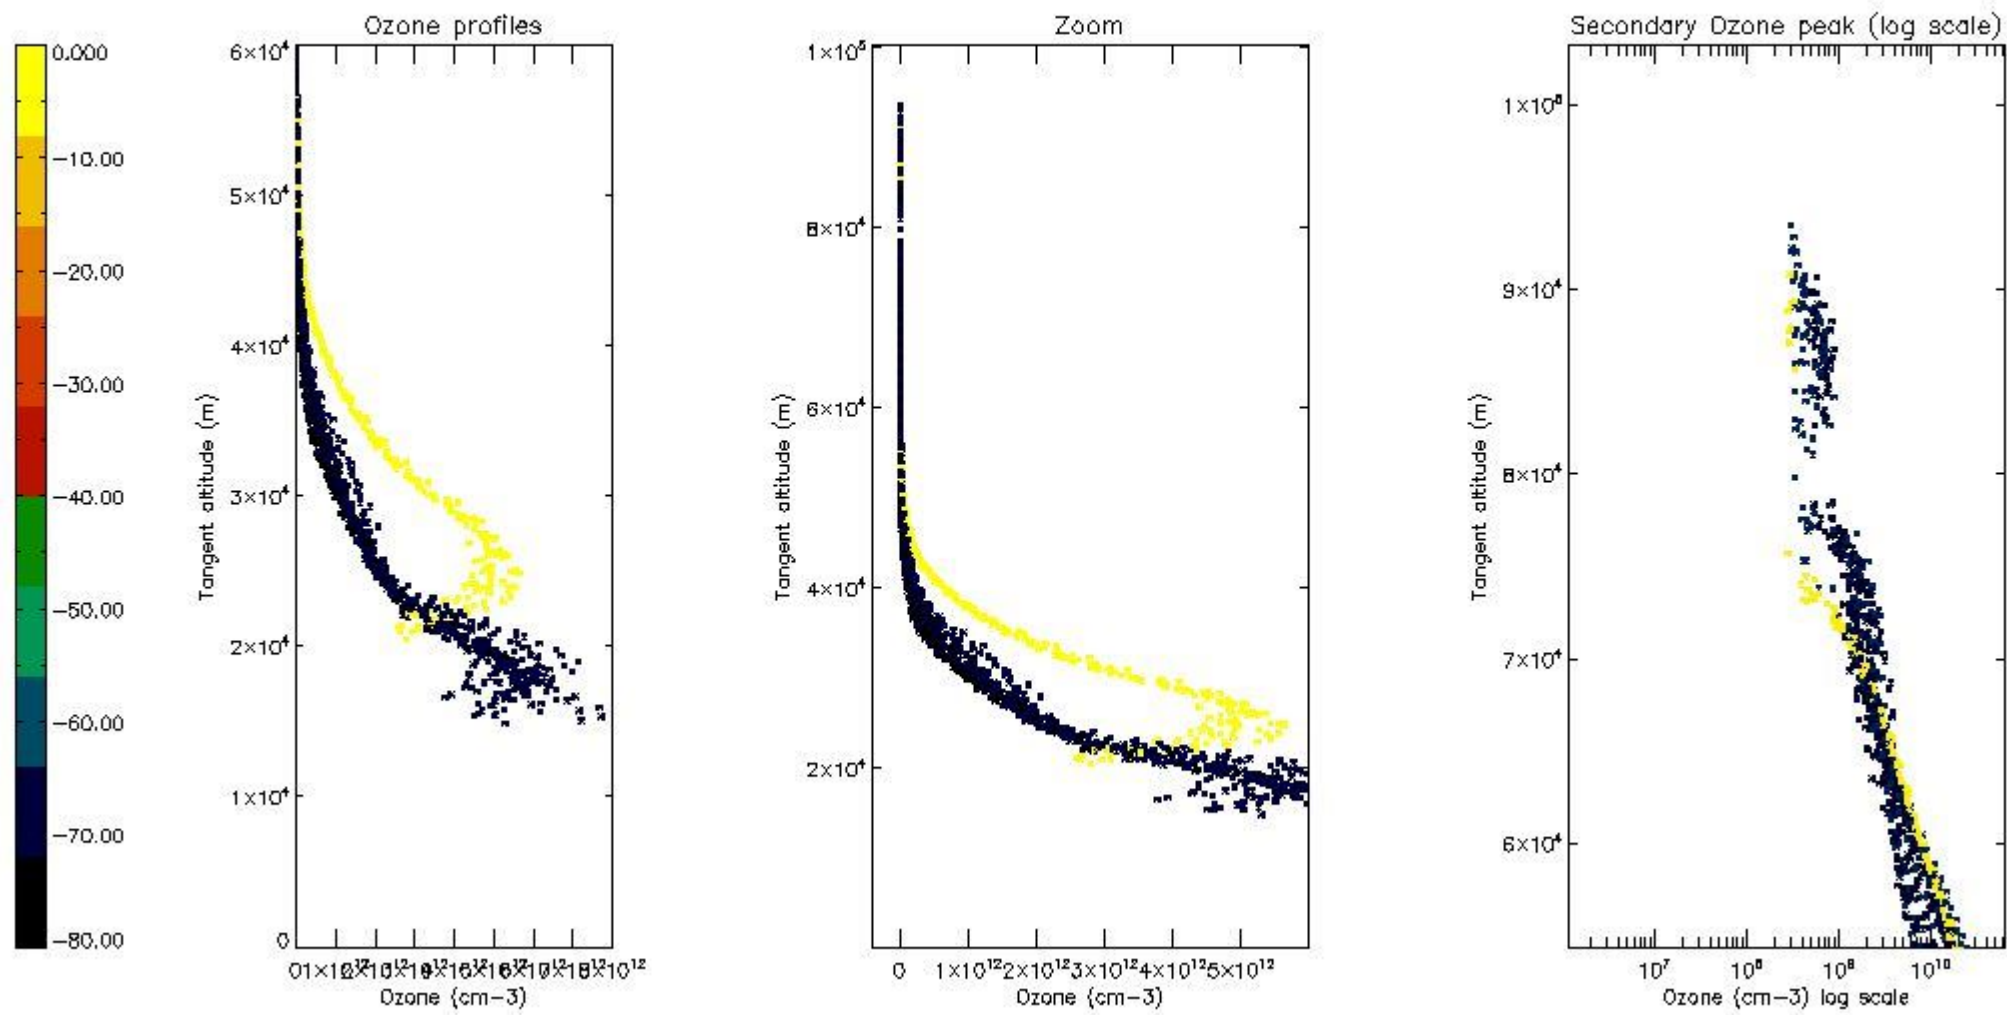 Ozone profiles
Zoom
Secondary Ozone peak (log scale)
0.000
−10.00
−20.00
−30.00
−40.00
−50.00
−60.00
−70.00
−80.00
6×10⁴
5×10⁴
4×10⁴
3×10⁴
2×10⁴
1×10⁴
0
Tangent altitude (m)
Ozone (cm−3)
1×10⁵
8×10⁴
6×10⁴
4×10⁴
2×10⁴
Tangent altitude (m)
0 1×10¹² 2×10¹² 3×10¹² 4×10¹² 5×10¹²
Ozone (cm−3)
9×10⁴
8×10⁴
7×10⁴
6×10⁴
Tangent altitude (m)
10⁷ 10⁸ 10⁹ 10¹⁰
Ozone (cm−3) log scale